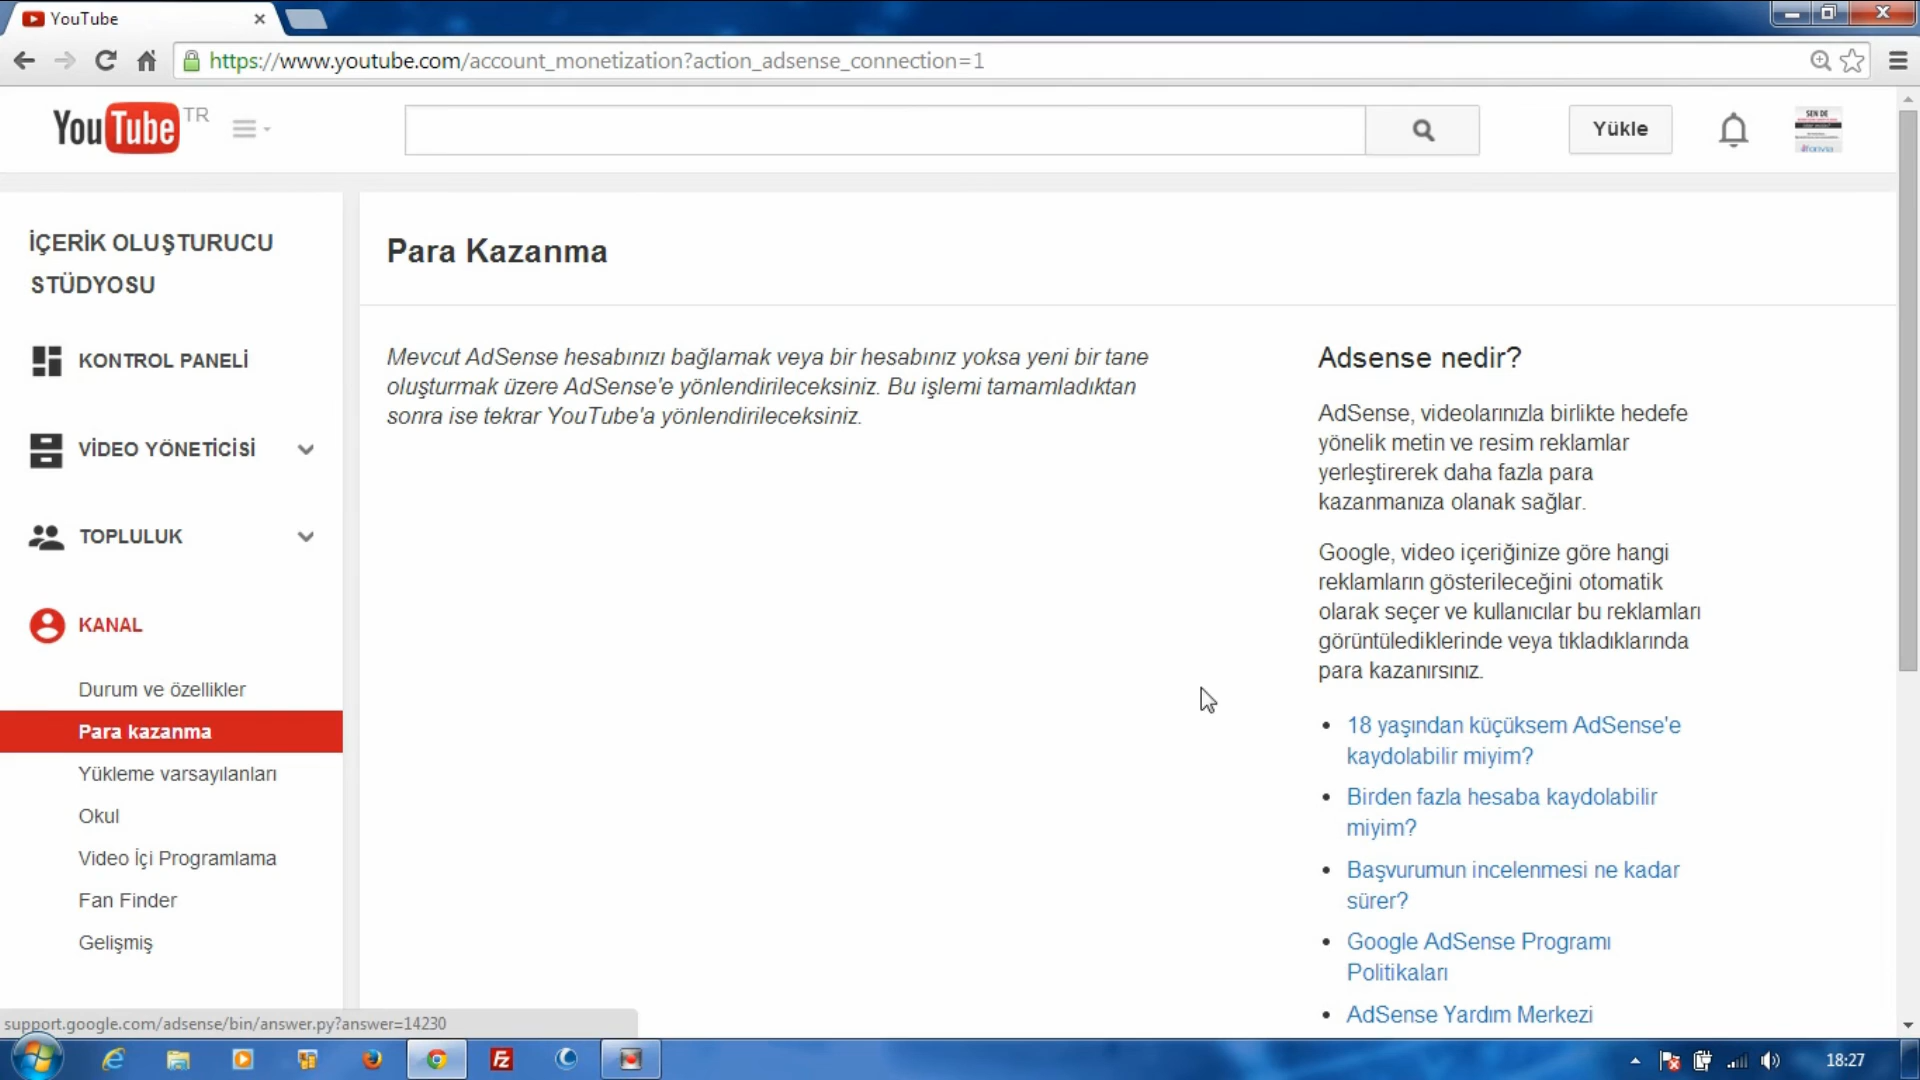 YouTube
https://www.youtube.com/account_monetization?action_adsense_connection=1
YouTube TR
Yükle
SEN DE
İÇERİK OLUŞTURUCU
STÜDYOSU
KONTROL PANELİ
VİDEO YÖNETİCİSİ
TOPLULUK
KANAL
Durum ve özellikler
Para kazanma
Yükleme varsayılanları
Okul
Video İçi Programlama
Fan Finder
Gelişmiş
Para Kazanma
Mevcut AdSense hesabınızı bağlamak veya bir hesabınız yoksa yeni bir tane
oluşturmak üzere AdSense'e yönlendirileceksiniz. Bu işlemi tamamladıktan
sonra ise tekrar YouTube'a yönlendirileceksiniz.
Adsense nedir?
AdSense, videolarınızla birlikte hedefe
yönelik metin ve resim reklamlar
yerleştirerek daha fazla para
kazanmanıza olanak sağlar.
Google, video içeriğinize göre hangi
reklamların gösterileceğini otomatik
olarak seçer ve kullanıcılar bu reklamları
görüntülediklerinde veya tıkladıklarında
para kazanırsınız.
18 yaşından küçüksem AdSense'e
kaydolabilir miyim?
Birden fazla hesaba kaydolabilir
miyim?
Başvurumun incelenmesi ne kadar
sürer?
Google AdSense Programı
Politikaları
AdSense Yardım Merkezi
support.google.com/adsense/bin/answer.py?answer=14230
18:27